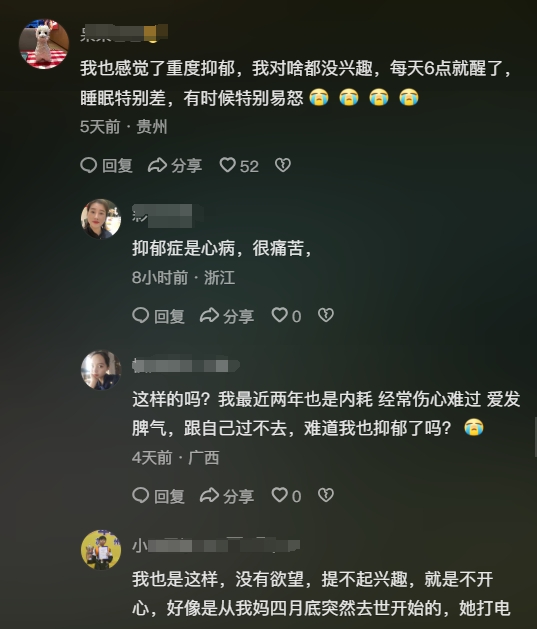 我也感觉了重度抑郁，我对啥都没兴趣，每天6点就醒了，
睡眠特别差，有时候特别易怒😭😭😭😭
5天前·贵州
回复 分享 52
抑郁症是心病，很痛苦，
8小时前·浙江
回复 分享 0
这样的吗？我最近两年也是内耗 经常伤心难过 爱发
脾气，跟自己过不去，难道我也抑郁了吗？😭
4天前·广西
回复 分享 0
小
我也是这样，没有欲望，提不起兴趣，就是不开
心，好像是从我妈四月底突然去世开始的，她打电